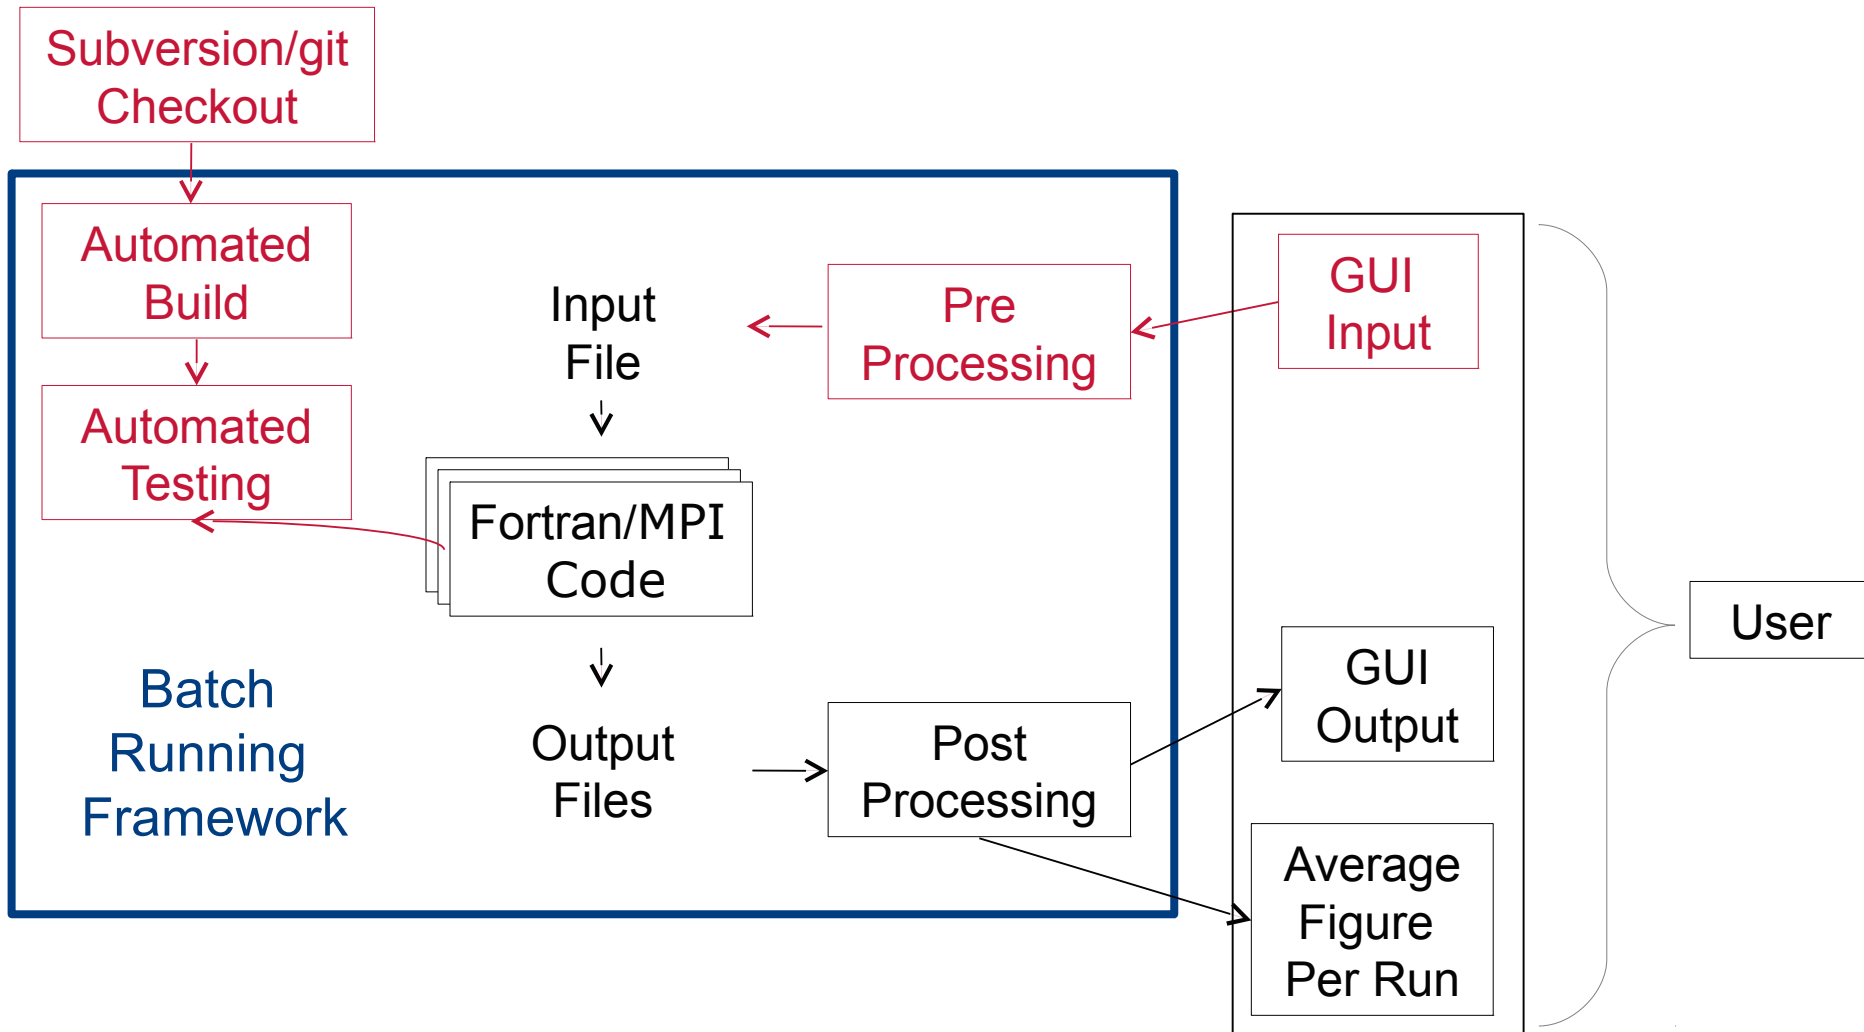 Subversion/git
Checkout
Automated
Build
Automated
Testing
Batch
Running
Framework
Input
File
Fortran/MPI
Code
Output
Files
Pre
Processing
Post
Processing
GUI
Input
GUI
Output
Average
Figure
Per Run
User